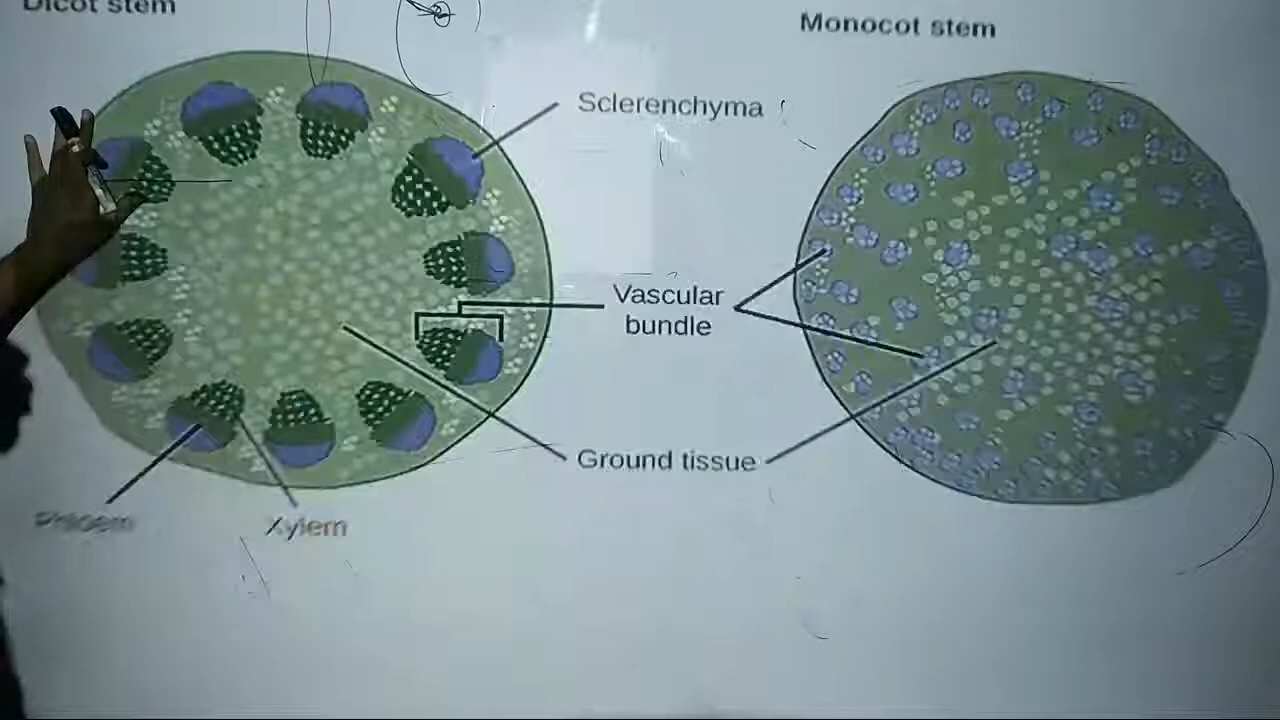 Dicot stem
Monocot stem
Sclerenchyma
Vascular
bundle
Ground tissue
Phloem
Xylem